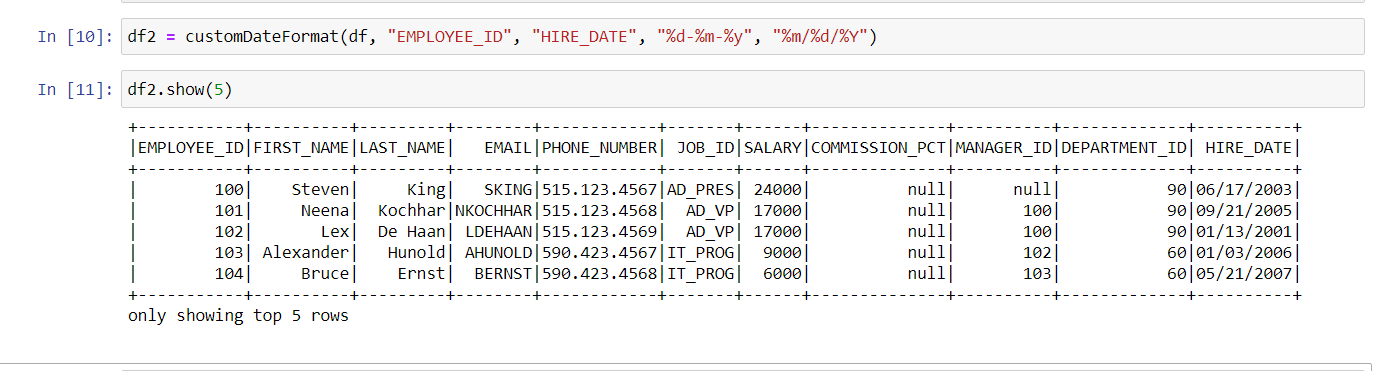 In [10]: df2 = customDateFormat(df, "EMPLOYEE_ID", "HIRE_DATE", "%d-%m-%y", "%m/%d/%Y")
In [11]: df2.show(5)
+-----------+----------+---------+--------+------------+-------+------+--------------+----------+-------------+----------+
|EMPLOYEE_ID|FIRST_NAME|LAST_NAME|   EMAIL|PHONE_NUMBER| JOB_ID|SALARY|COMMISSION_PCT|MANAGER_ID|DEPARTMENT_ID| HIRE_DATE|
+-----------+----------+---------+--------+------------+-------+------+--------------+----------+-------------+----------+
|        100|    Steven|     King|   SKING|515.123.4567|AD_PRES| 24000|          null|      null|           90|06/17/2003|
|        101|     Neena|  Kochhar|NKOCHHAR|515.123.4568|  AD_VP| 17000|          null|       100|           90|09/21/2005|
|        102|       Lex|  De Haan| LDEHAAN|515.123.4569|  AD_VP| 17000|          null|       100|           90|01/13/2001|
|        103| Alexander|   Hunold| AHUNOLD|590.423.4567|IT_PROG|  9000|          null|       102|           60|01/03/2006|
|        104|     Bruce|    Ernst|  BERNST|590.423.4568|IT_PROG|  6000|          null|       103|           60|05/21/2007|
+-----------+----------+---------+--------+------------+-------+------+--------------+----------+-------------+----------+
only showing top 5 rows